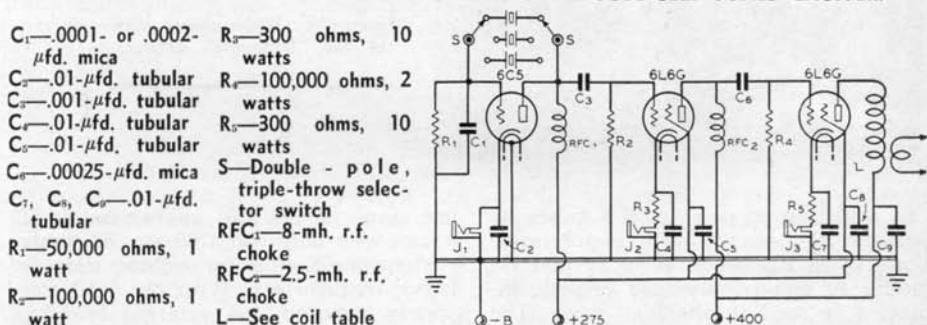 C₁—.0001- or .0002-
μfd. mica
C₂—.01-μfd. tubular
C₃—.001-μfd. tubular
C₄—.01-μfd. tubular
C₅—.01-μfd. tubular
C₆—.00025-μfd. mica
C₇, C₈, C₉—.01-μfd.
tubular
R₁—50,000 ohms, 1
watt
R₂—100,000 ohms, 1
watt
R₃—300 ohms, 10
watts
R₄—100,000 ohms, 2
watts
R₅—300 ohms, 10
watts
S—Double - pole,
triple-throw selec-
tor switch
RFC₁—8-mh. r.f.
choke
RFC₂—2.5-mh. r.f.
choke
L—See coil table
S S
6C5 6L6G 6L6G
C₃ C₆
R₁ C₁ RFC₁ R₂ RFC₂ R₄ L
R₃ R₅ C₈
J₁ C₂ J₂ C₄ C₅ J₃ C₇ C₉
-B +275 +400